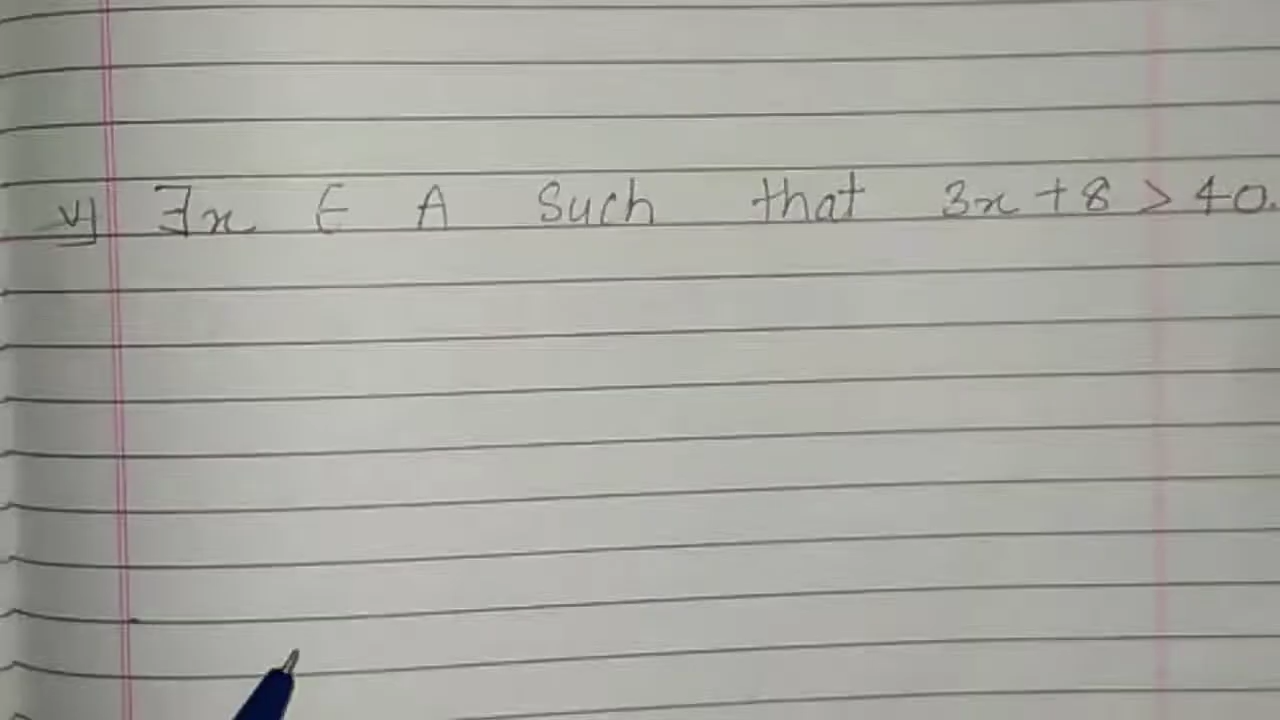 v] ∃x ∈ A Such that 3x + 8 > 40.